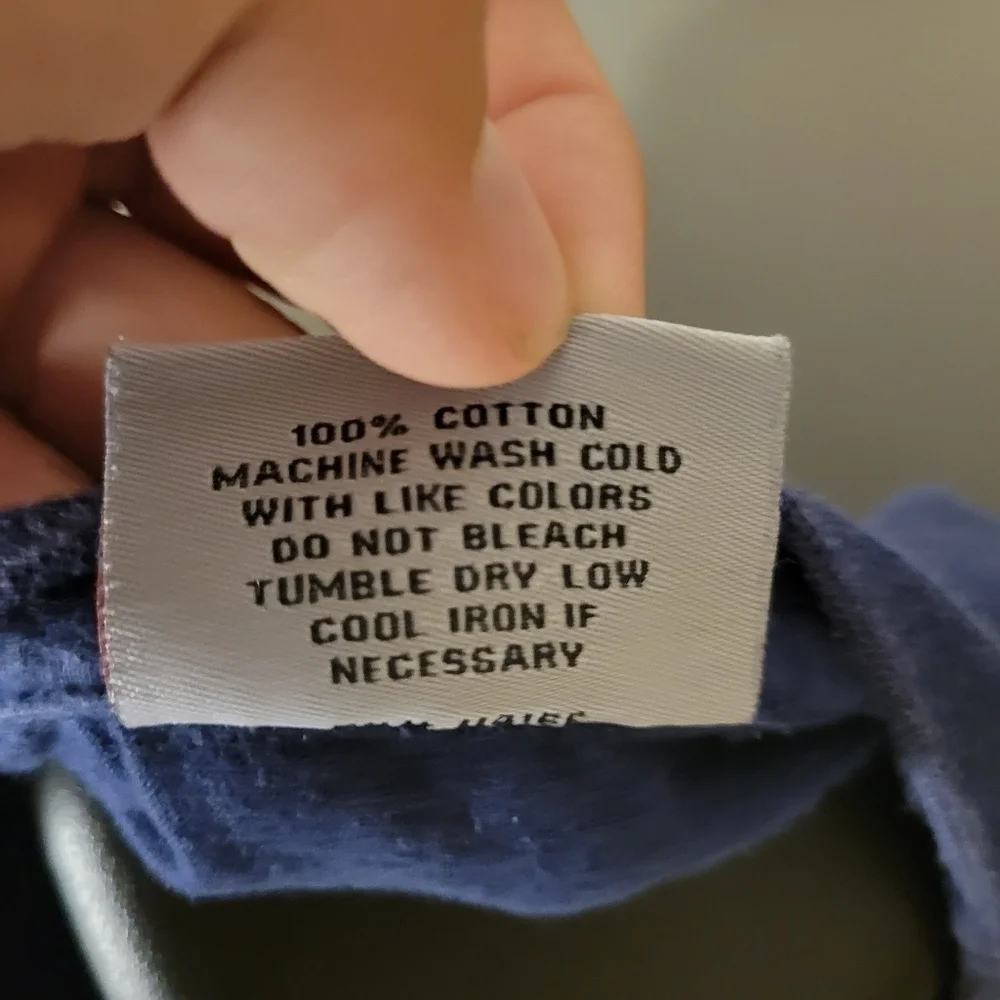 100% COTTON
MACHINE WASH COLD
WITH LIKE COLORS
DO NOT BLEACH
TUMBLE DRY LOW
COOL IRON IF
NECESSARY